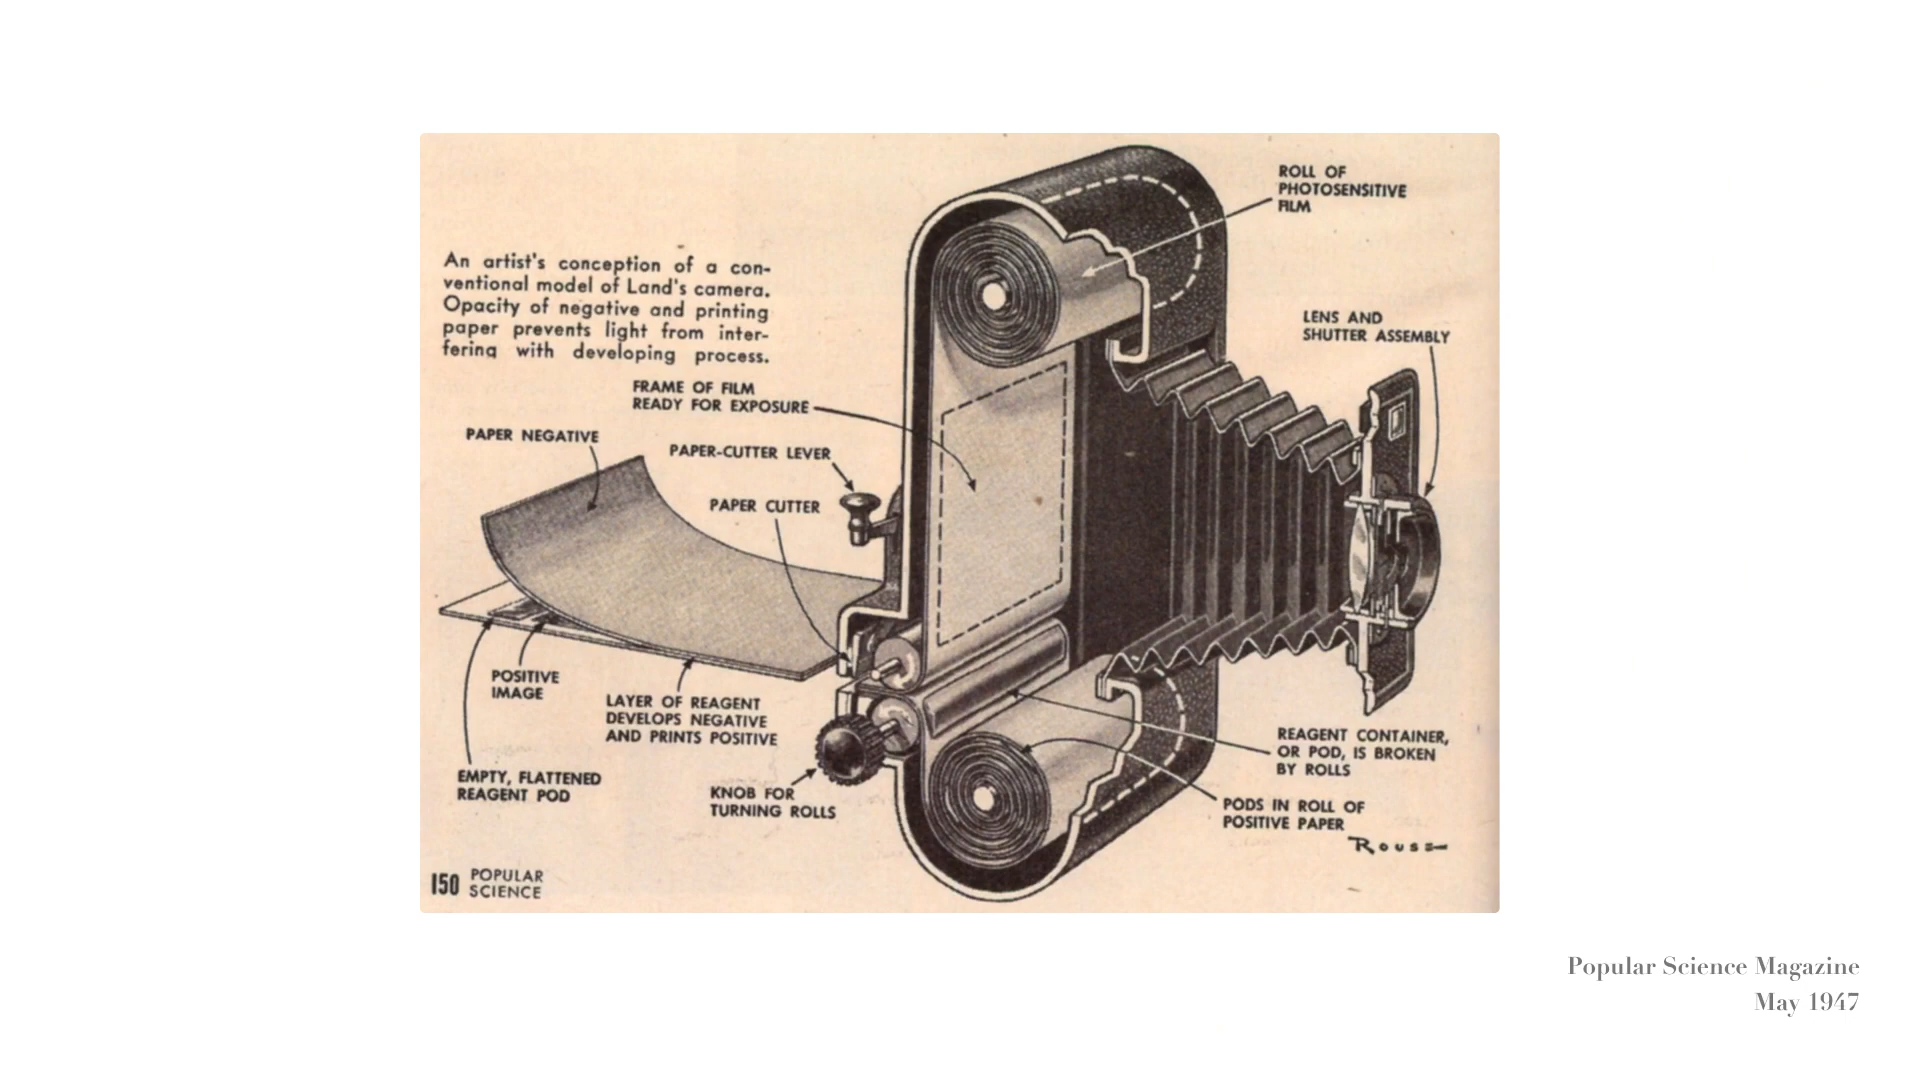 An artist's conception of a con-
ventional model of Land's camera.
Opacity of negative and printing
paper prevents light from inter-
fering with developing process.
ROLL OF
PHOTOSENSITIVE
FILM
LENS AND
SHUTTER ASSEMBLY
FRAME OF FILM
READY FOR EXPOSURE
PAPER NEGATIVE
PAPER-CUTTER LEVER
PAPER CUTTER
POSITIVE
IMAGE
LAYER OF REAGENT
DEVELOPS NEGATIVE
AND PRINTS POSITIVE
EMPTY, FLATTENED
REAGENT POD
KNOB FOR
TURNING ROLLS
REAGENT CONTAINER,
OR POD, IS BROKEN
BY ROLLS
PODS IN ROLL OF
POSITIVE PAPER
150 POPULAR
SCIENCE
Popular Science Magazine
May 1947